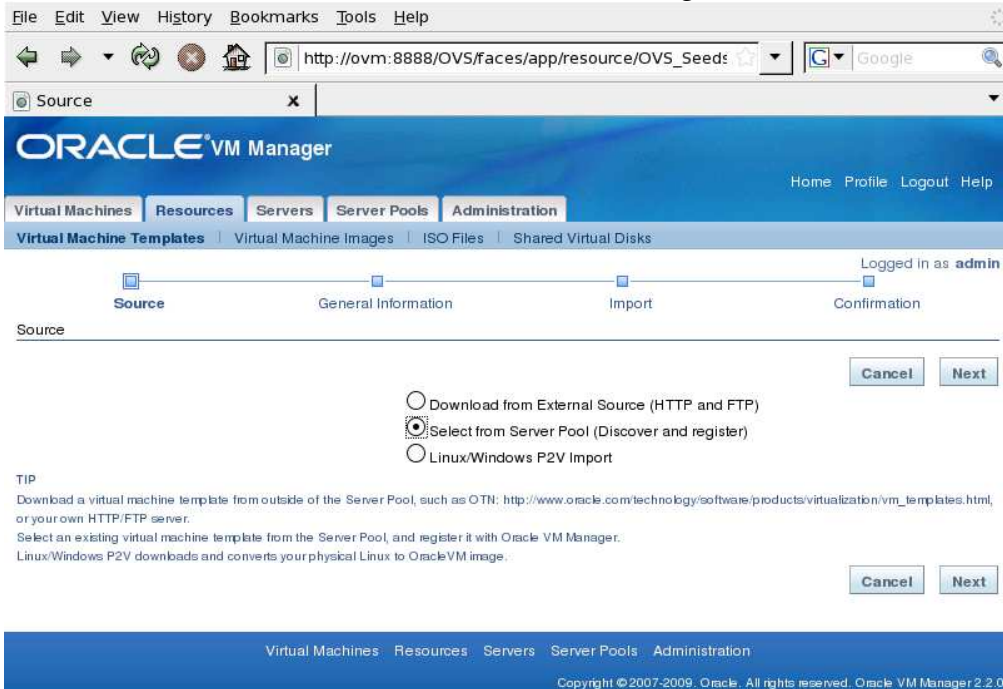 File Edit View History Bookmarks Tools Help
http://ovm:8888/OVS/faces/app/resource/OVS_Seeds
G Google
Source x
ORACLE VM Manager
Home Profile Logout Help
Virtual Machines Resources Servers Server Pools Administration
Virtual Machine Templates Virtual Machine Images ISO Files Shared Virtual Disks
Logged in as admin
Source General Information Import Confirmation
Source
Cancel Next
Download from External Source (HTTP and FTP)
Select from Server Pool (Discover and register)
Linux/Windows P2V Import
TIP
Download a virtual machine template from outside of the Server Pool, such as OTN: http://www.oracle.com/technology/software/products/virtualization/vm_templates.html,
or your own HTTP/FTP server.
Select an existing virtual machine template from the Server Pool, and register it with Oracle VM Manager.
Linux/Windows P2V downloads and converts your physical Linux to OracleVM image.
Cancel Next
Virtual Machines Resources Servers Server Pools Administration
Copyright © 2007-2009. Oracle. All rights reserved. Oracle VM Manager 2.2.0